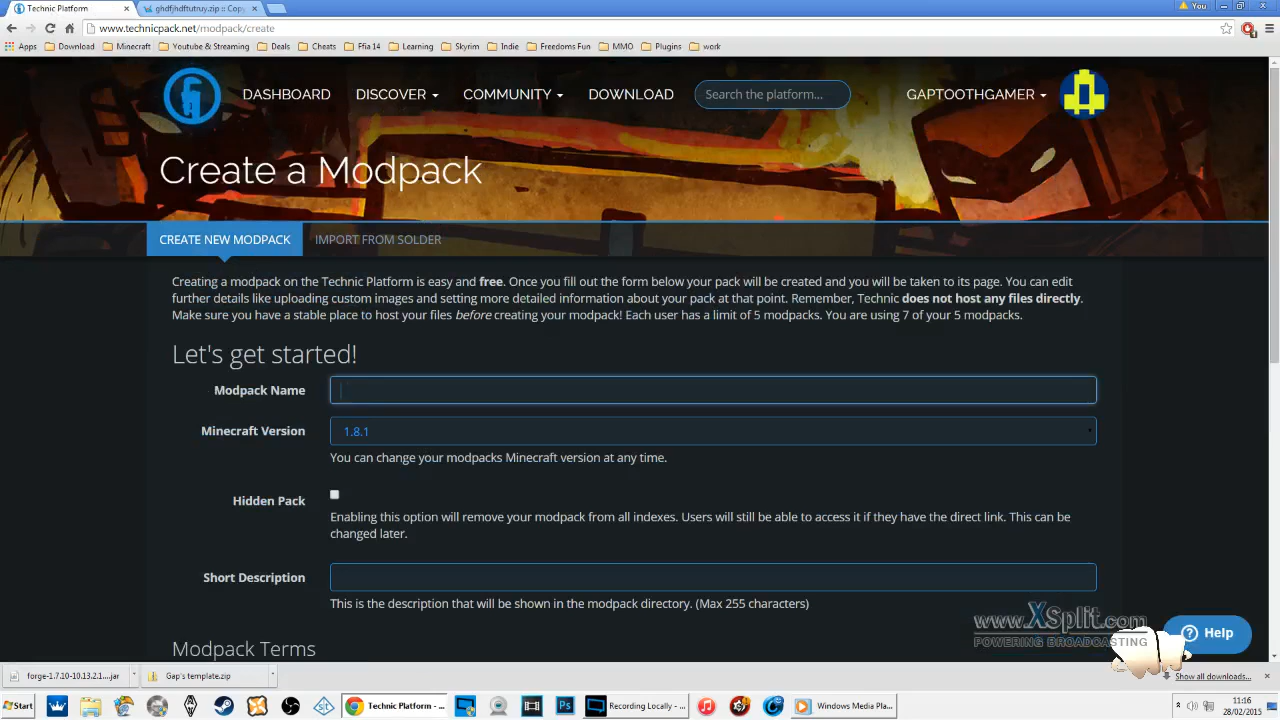 Technic Platform
ghdfjhdftutruy.zip :: Copy
You
www.technicpack.net/modpack/create
Apps Download Minecraft Youtube & Streaming Deals Cheats Ffia 14 Learning Skyrim Indie Freedoms Fun MMO Plugins work
DASHBOARD DISCOVER COMMUNITY DOWNLOAD Search the platform... GAPTOOTHGAMER
Create a Modpack
CREATE NEW MODPACK IMPORT FROM SOLDER
Creating a modpack on the Technic Platform is easy and free. Once you fill out the form below your pack will be created and you will be taken to its page. You can edit
further details like uploading custom images and setting more detailed information about your pack at that point. Remember, Technic does not host any files directly.
Make sure you have a stable place to host your files before creating your modpack! Each user has a limit of 5 modpacks. You are using 7 of your 5 modpacks.
Let's get started!
Modpack Name
Minecraft Version 1.8.1
You can change your modpacks Minecraft version at any time.
Hidden Pack
Enabling this option will remove your modpack from all indexes. Users will still be able to access it if they have the direct link. This can be
changed later.
Short Description
This is the description that will be shown in the modpack directory. (Max 255 characters)
Modpack Terms
www.XSplit.com
POWERING BROADCASTING
Help
forge-1.7.10-10.13.2.1....jar Gap's template.zip Show all downloads...
Start Technic Platform - ... Recording Locally - ... Windows Media Pla...
11:16
28/02/2015